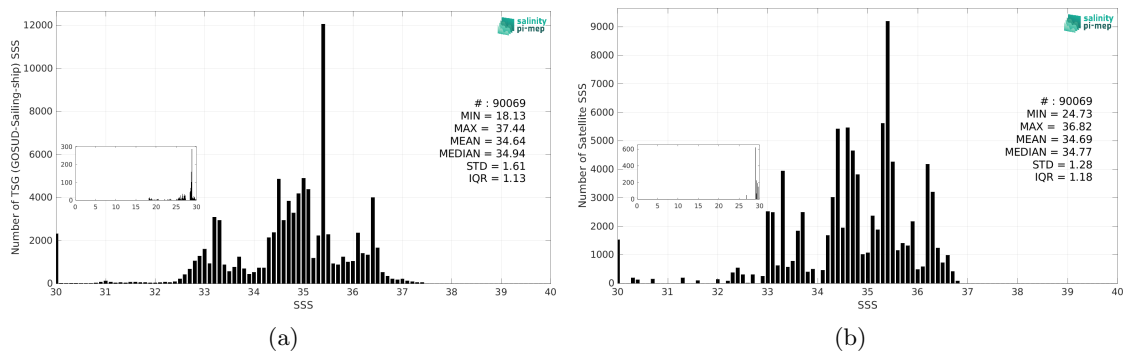 12000
10000
8000
6000
4000
2000
0
30 31 32 33 34 35 36 37 38 39 40
SSS
Number of TSG (GOSUD-Sailing-ship) SSS
salinity
pi-mep
# : 90069
MIN = 18.13
MAX = 37.44
MEAN = 34.64
MEDIAN = 34.94
STD = 1.61
IQR = 1.13
300
200
100
0
0 5 10 15 20 25 30
(a)
9000
8000
7000
6000
5000
4000
3000
2000
1000
0
30 31 32 33 34 35 36 37 38 39 40
SSS
Number of Satellite SSS
salinity
pi-mep
# : 90069
MIN = 24.73
MAX = 36.82
MEAN = 34.69
MEDIAN = 34.77
STD = 1.28
IQR = 1.18
600
400
200
0
0 5 10 15 20 25 30
(b)